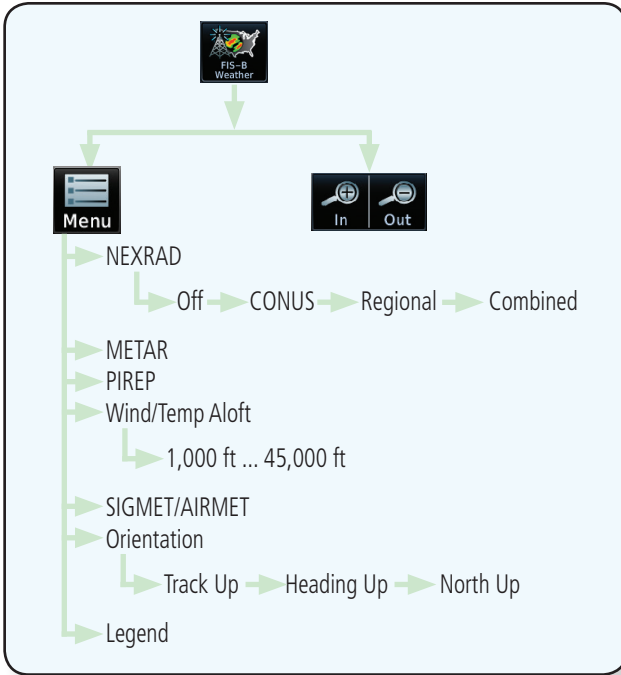 FIS-B
Weather
Menu
In Out
NEXRAD
Off CONUS Regional Combined
METAR
PIREP
Wind/Temp Aloft
1,000 ft ... 45,000 ft
SIGMET/AIRMET
Orientation
Track Up Heading Up North Up
Legend